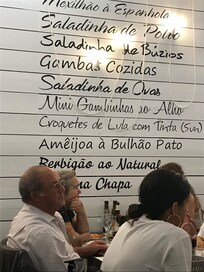 Mexilhão à Espanhola
Saladinha de Polvo
Saladinha de Búzios
Gambas Cozidas
Saladinha de Ovas
Mini Gambinhas ao Alho
Croquetes de Lula com Tinta (5un)
Amêijoa à Bulhão Pato
Berbigão ao Natural
na Chapa